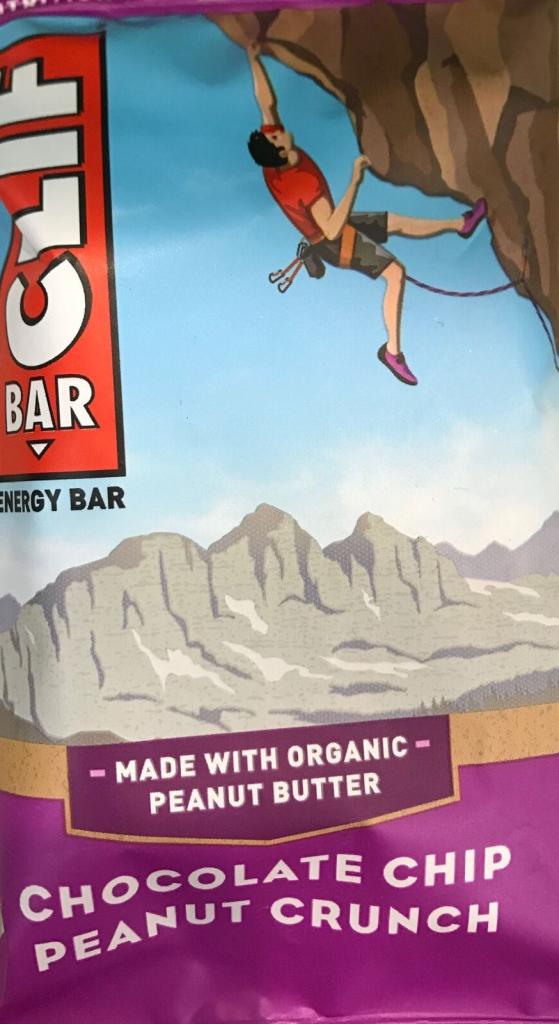 CLIF
BAR
ENERGY BAR
- MADE WITH ORGANIC -
PEANUT BUTTER
CHOCOLATE CHIP
PEANUT CRUNCH